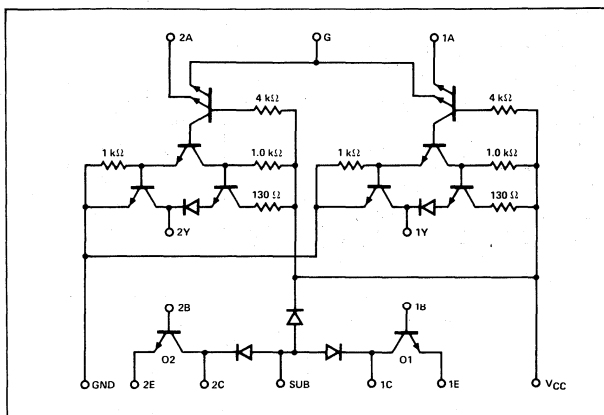 2A G 1A
4 kΩ 4 kΩ
1 kΩ 1.0 kΩ 1 kΩ 1.0 kΩ
130 Ω 130 Ω
2Y 1Y
2B 1B
O2 O1
GND 2E 2C SUB 1C 1E VCC